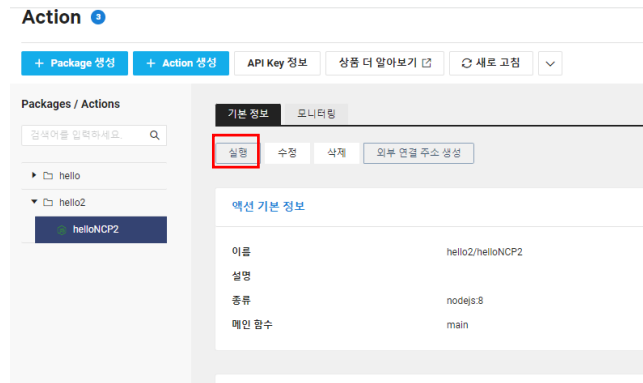 Action 3
+ Package 생성 + Action 생성 API Key 정보 상품 더 알아보기 새로 고침
Packages / Actions
기본 정보 모니터링
검색어를 입력하세요.
실행 수정 삭제 외부 연결 주소 생성
hello
hello2
액션 기본 정보
helloNCP2
이름 hello2/helloNCP2
설명
종류 nodejs:8
메인 함수 main